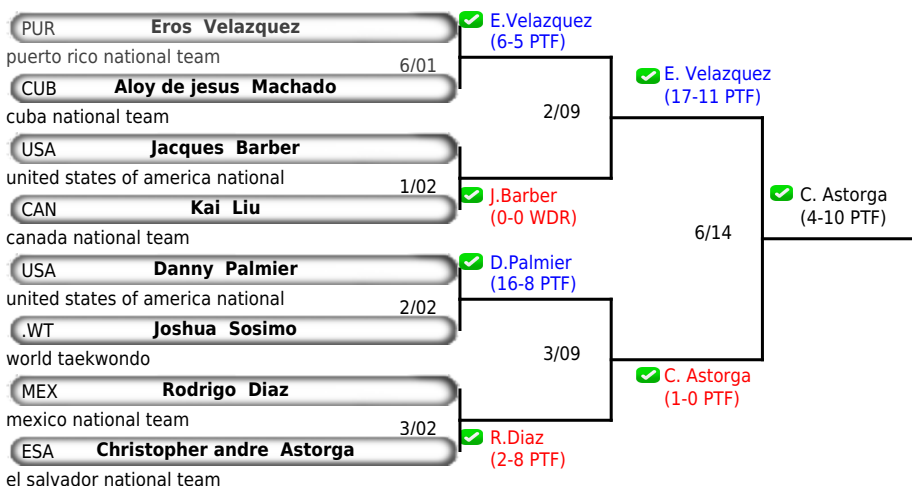 PUR Eros Velazquez
puerto rico national team
6/01
CUB Aloy de jesus Machado
cuba national team
E.Velazquez
(6-5 PTF)
USA Jacques Barber
united states of america national
1/02
CAN Kai Liu
canada national team
J.Barber
(0-0 WDR)
2/09
E. Velazquez
(17-11 PTF)
USA Danny Palmier
united states of america national
2/02
.WT Joshua Sosimo
world taekwondo
D.Palmier
(16-8 PTF)
MEX Rodrigo Diaz
mexico national team
3/02
ESA Christopher andre Astorga
el salvador national team
R.Diaz
(2-8 PTF)
3/09
C. Astorga
(1-0 PTF)
6/14
C. Astorga
(4-10 PTF)